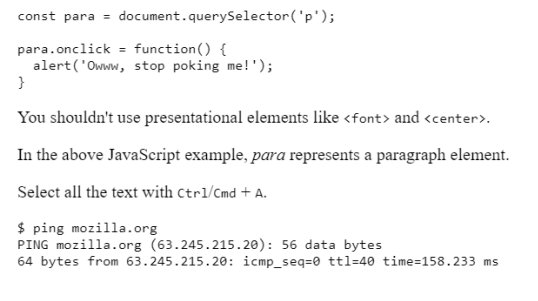 const para = document.querySelector('p');
para.onclick = function() {
  alert('Owww, stop poking me!');
}
You shouldn't use presentational elements like <font> and <center>.
In the above JavaScript example, para represents a paragraph element.
Select all the text with Ctrl/Cmd + A.
$ ping mozilla.org
PING mozilla.org (63.245.215.20): 56 data bytes
64 bytes from 63.245.215.20: icmp_seq=0 ttl=40 time=158.233 ms